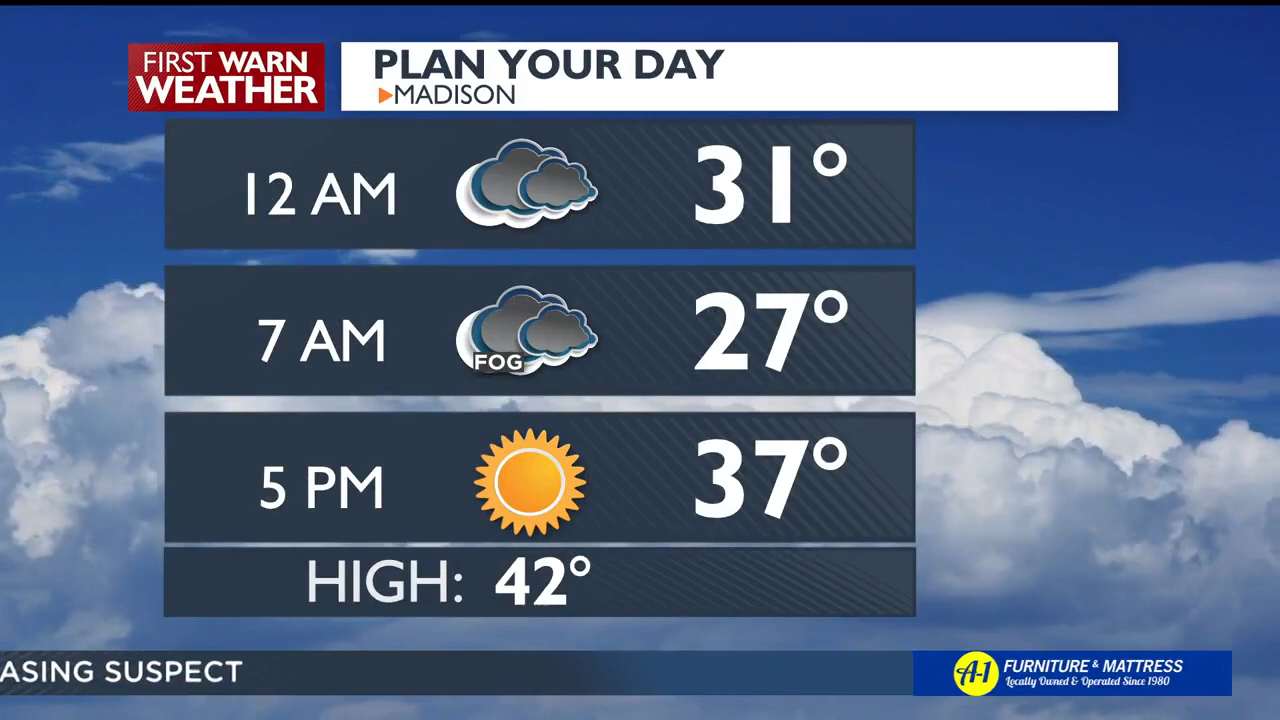 FIRST WARN
WEATHER
PLAN YOUR DAY
MADISON
12 AM
31°
7 AM
FOG
27°
5 PM
37°
HIGH: 42°
ASING SUSPECT
A-1
FURNITURE & MATTRESS
Locally Owned & Operated Since 1980